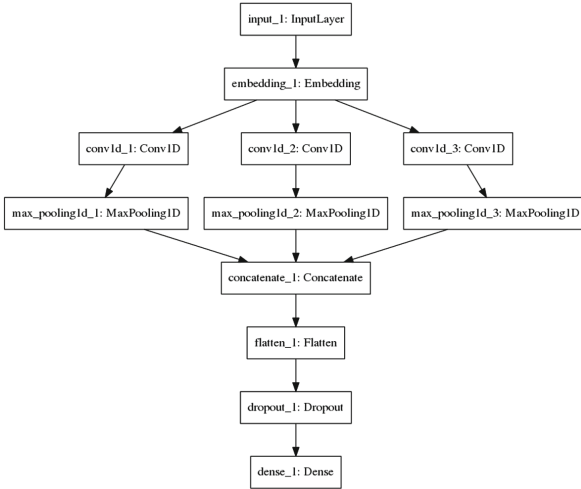 input_1: InputLayer
embedding_1: Embedding
conv1d_1: Conv1D
conv1d_2: Conv1D
conv1d_3: Conv1D
max_pooling1d_1: MaxPooling1D
max_pooling1d_2: MaxPooling1D
max_pooling1d_3: MaxPooling1D
concatenate_1: Concatenate
flatten_1: Flatten
dropout_1: Dropout
dense_1: Dense